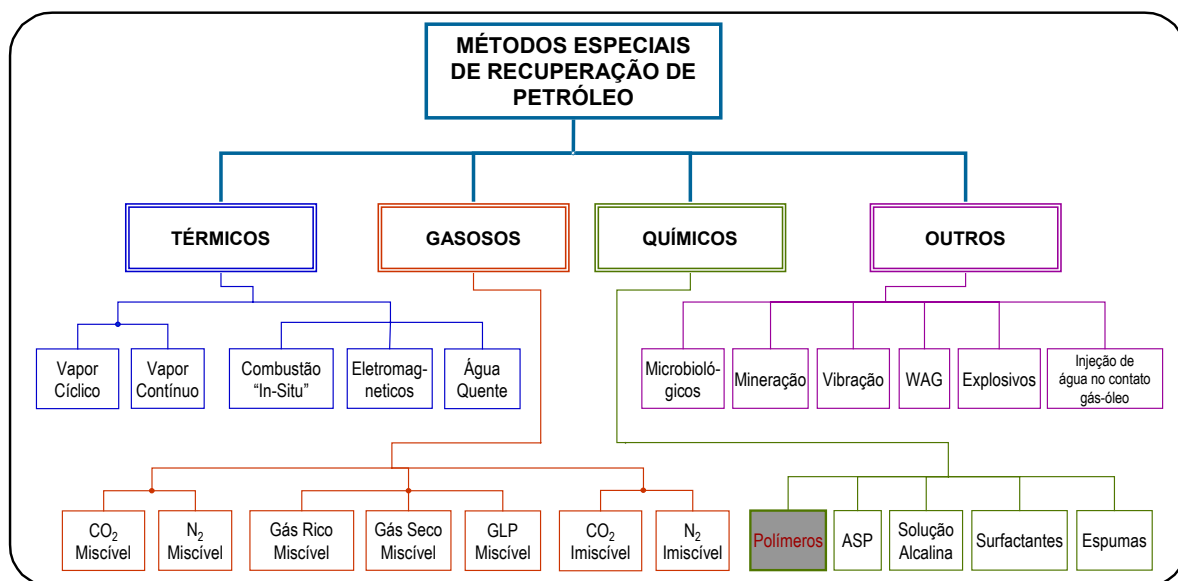 MÉTODOS ESPECIAIS
DE RECUPERAÇÃO DE
PETRÓLEO
TÉRMICOS
GASOSOS
QUÍMICOS
OUTROS
Vapor
Cíclico
Vapor
Contínuo
Combustão
“In-Situ”
Eletromag-
neticos
Água
Quente
Microbioló-
gicos
Mineração
Vibração
WAG
Explosivos
Injeção de
água no contato
gás-óleo
CO2
Miscível
N2
Miscível
Gás Rico
Miscível
Gás Seco
Miscível
GLP
Miscível
CO2
Imiscível
N2
Imiscível
Polímeros
ASP
Solução
Alcalina
Surfactantes
Espumas